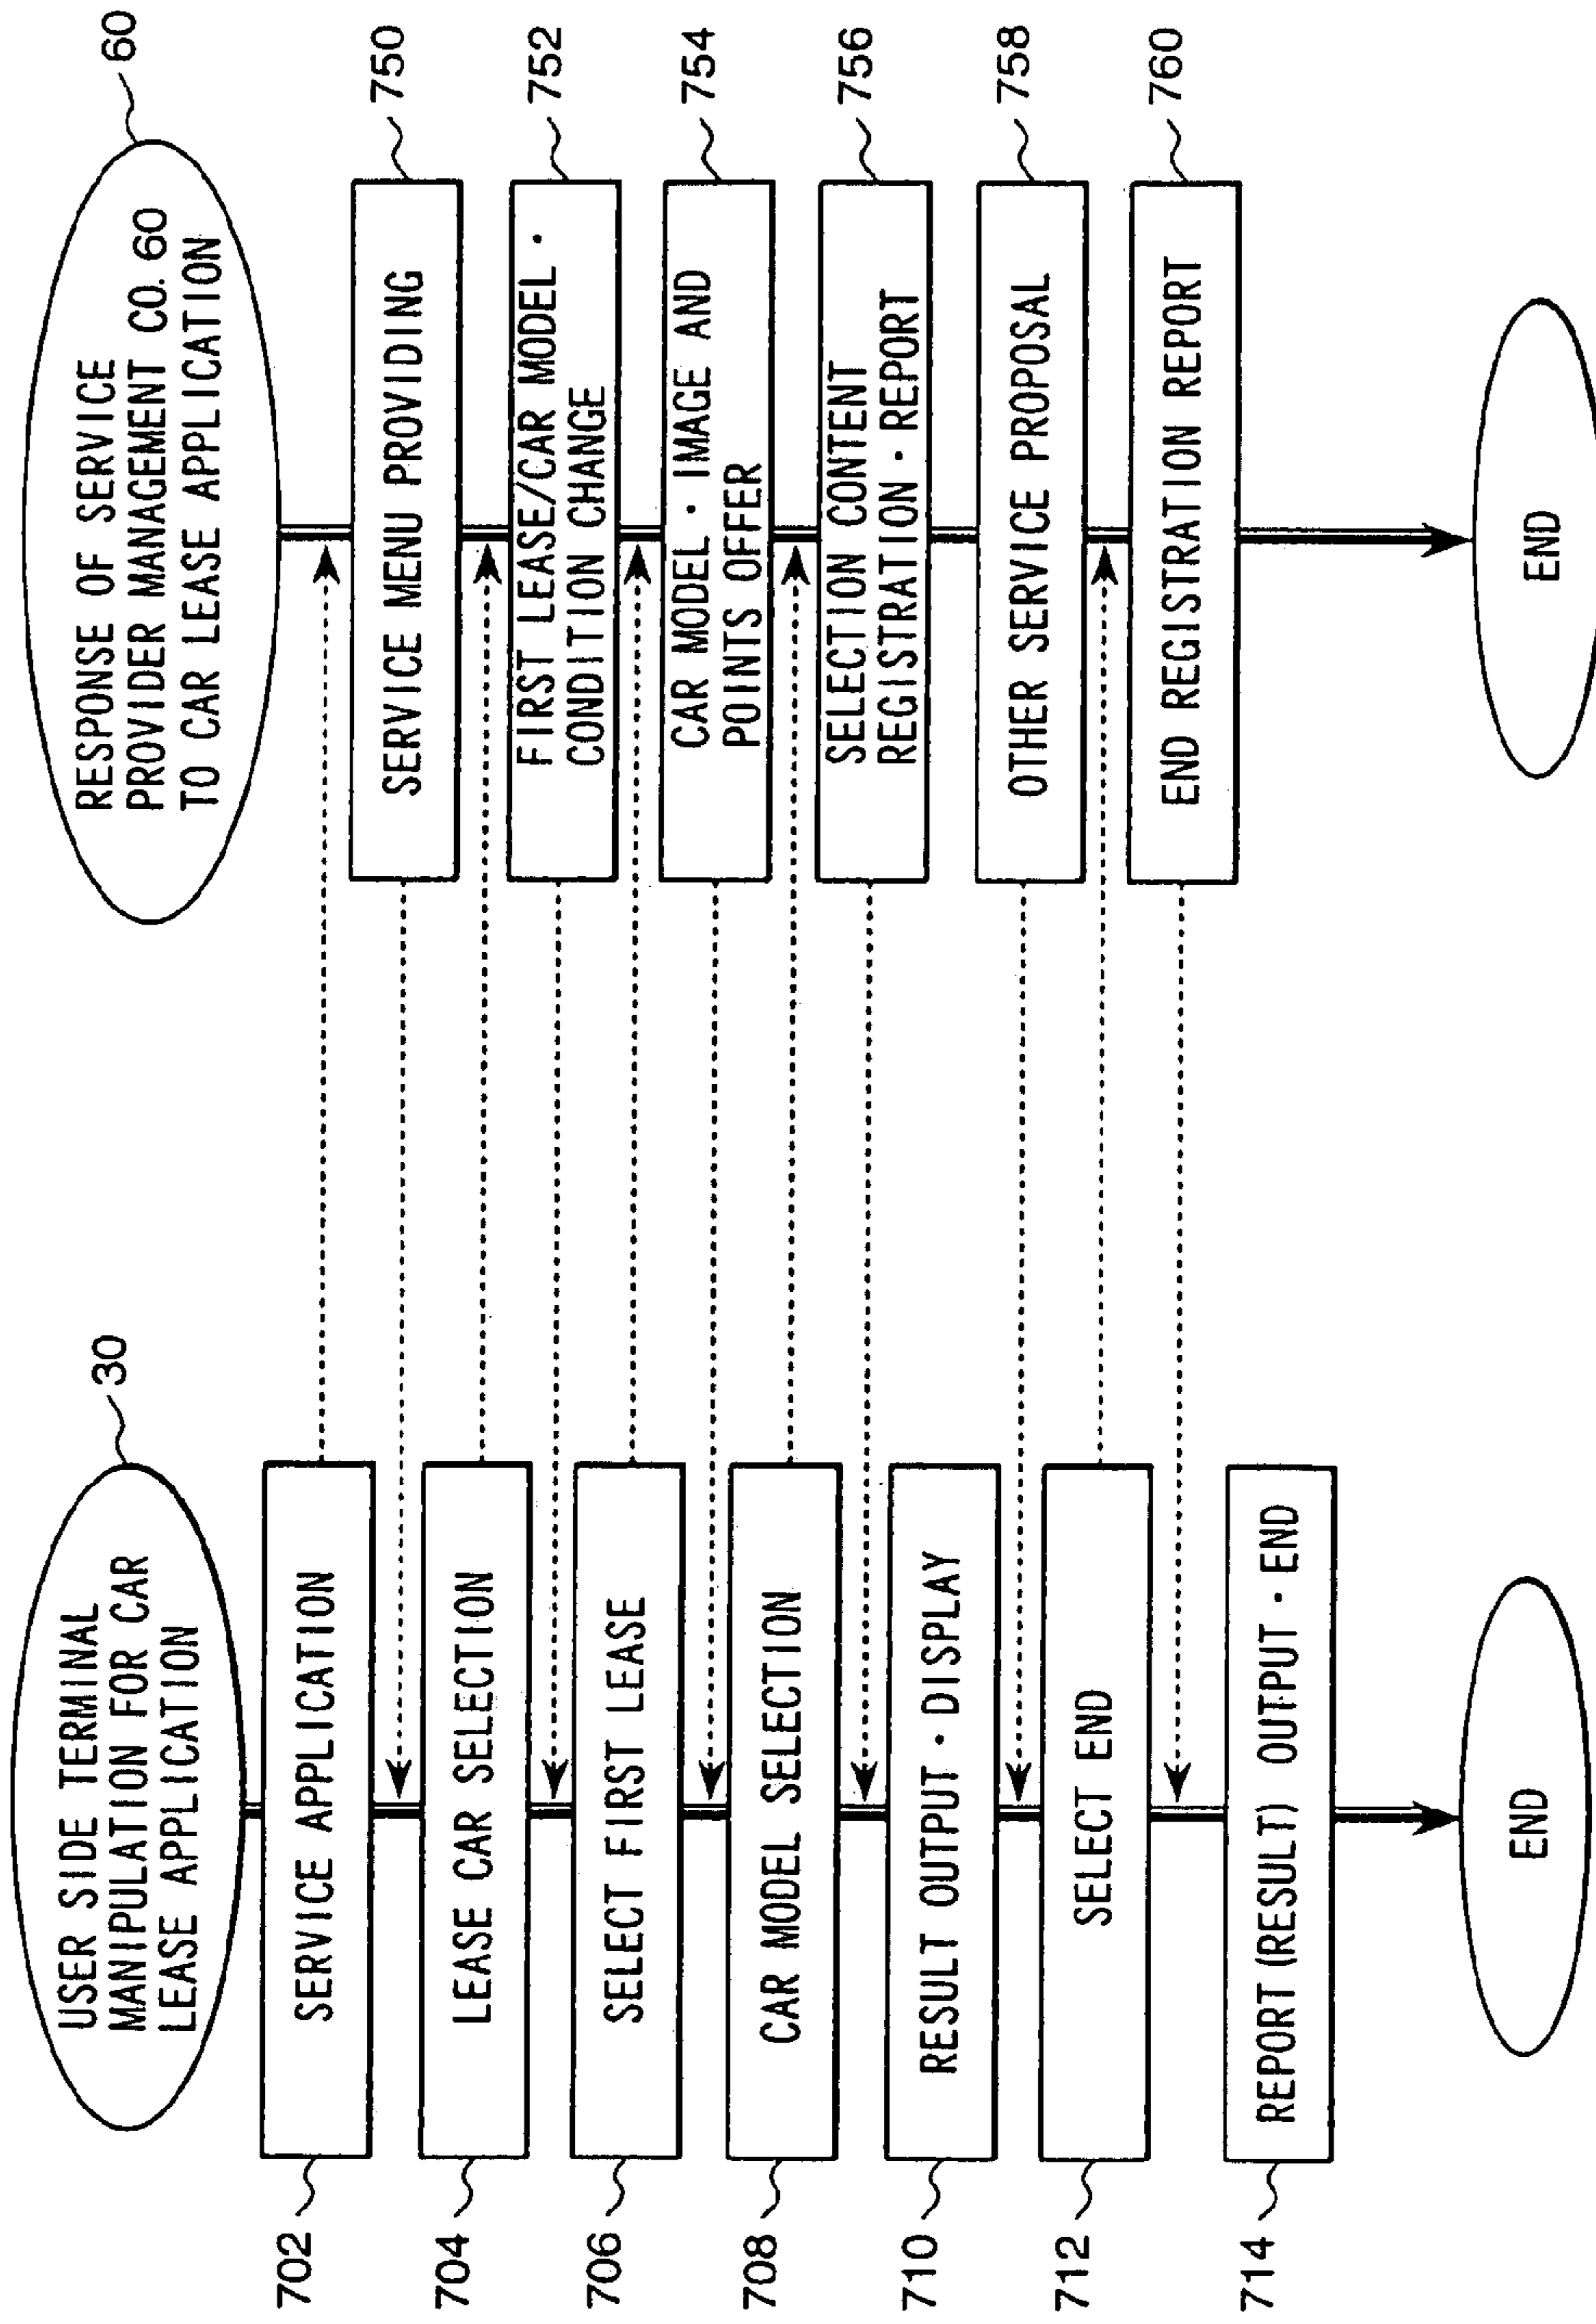 USER SIDE TERMINAL
MANIPULATION FOR CAR
LEASE APPLICATION
30
702
SERVICE APPLICATION
704
LEASE CAR SELECTION
706
SELECT FIRST LEASE
708
CAR MODEL SELECTION
710
RESULT OUTPUT · DISPLAY
712
SELECT END
714
REPORT (RESULT) OUTPUT · END
END
RESPONSE OF SERVICE
PROVIDER MANAGEMENT CO. 60
TO CAR LEASE APPLICATION
60
SERVICE MENU PROVIDING
750
FIRST LEASE/CAR MODEL ·
CONDITION CHANGE
752
CAR MODEL · IMAGE AND
POINTS OFFER
754
SELECTION CONTENT
REGISTRATION · REPORT
756
OTHER SERVICE PROPOSAL
758
END REGISTRATION REPORT
760
END